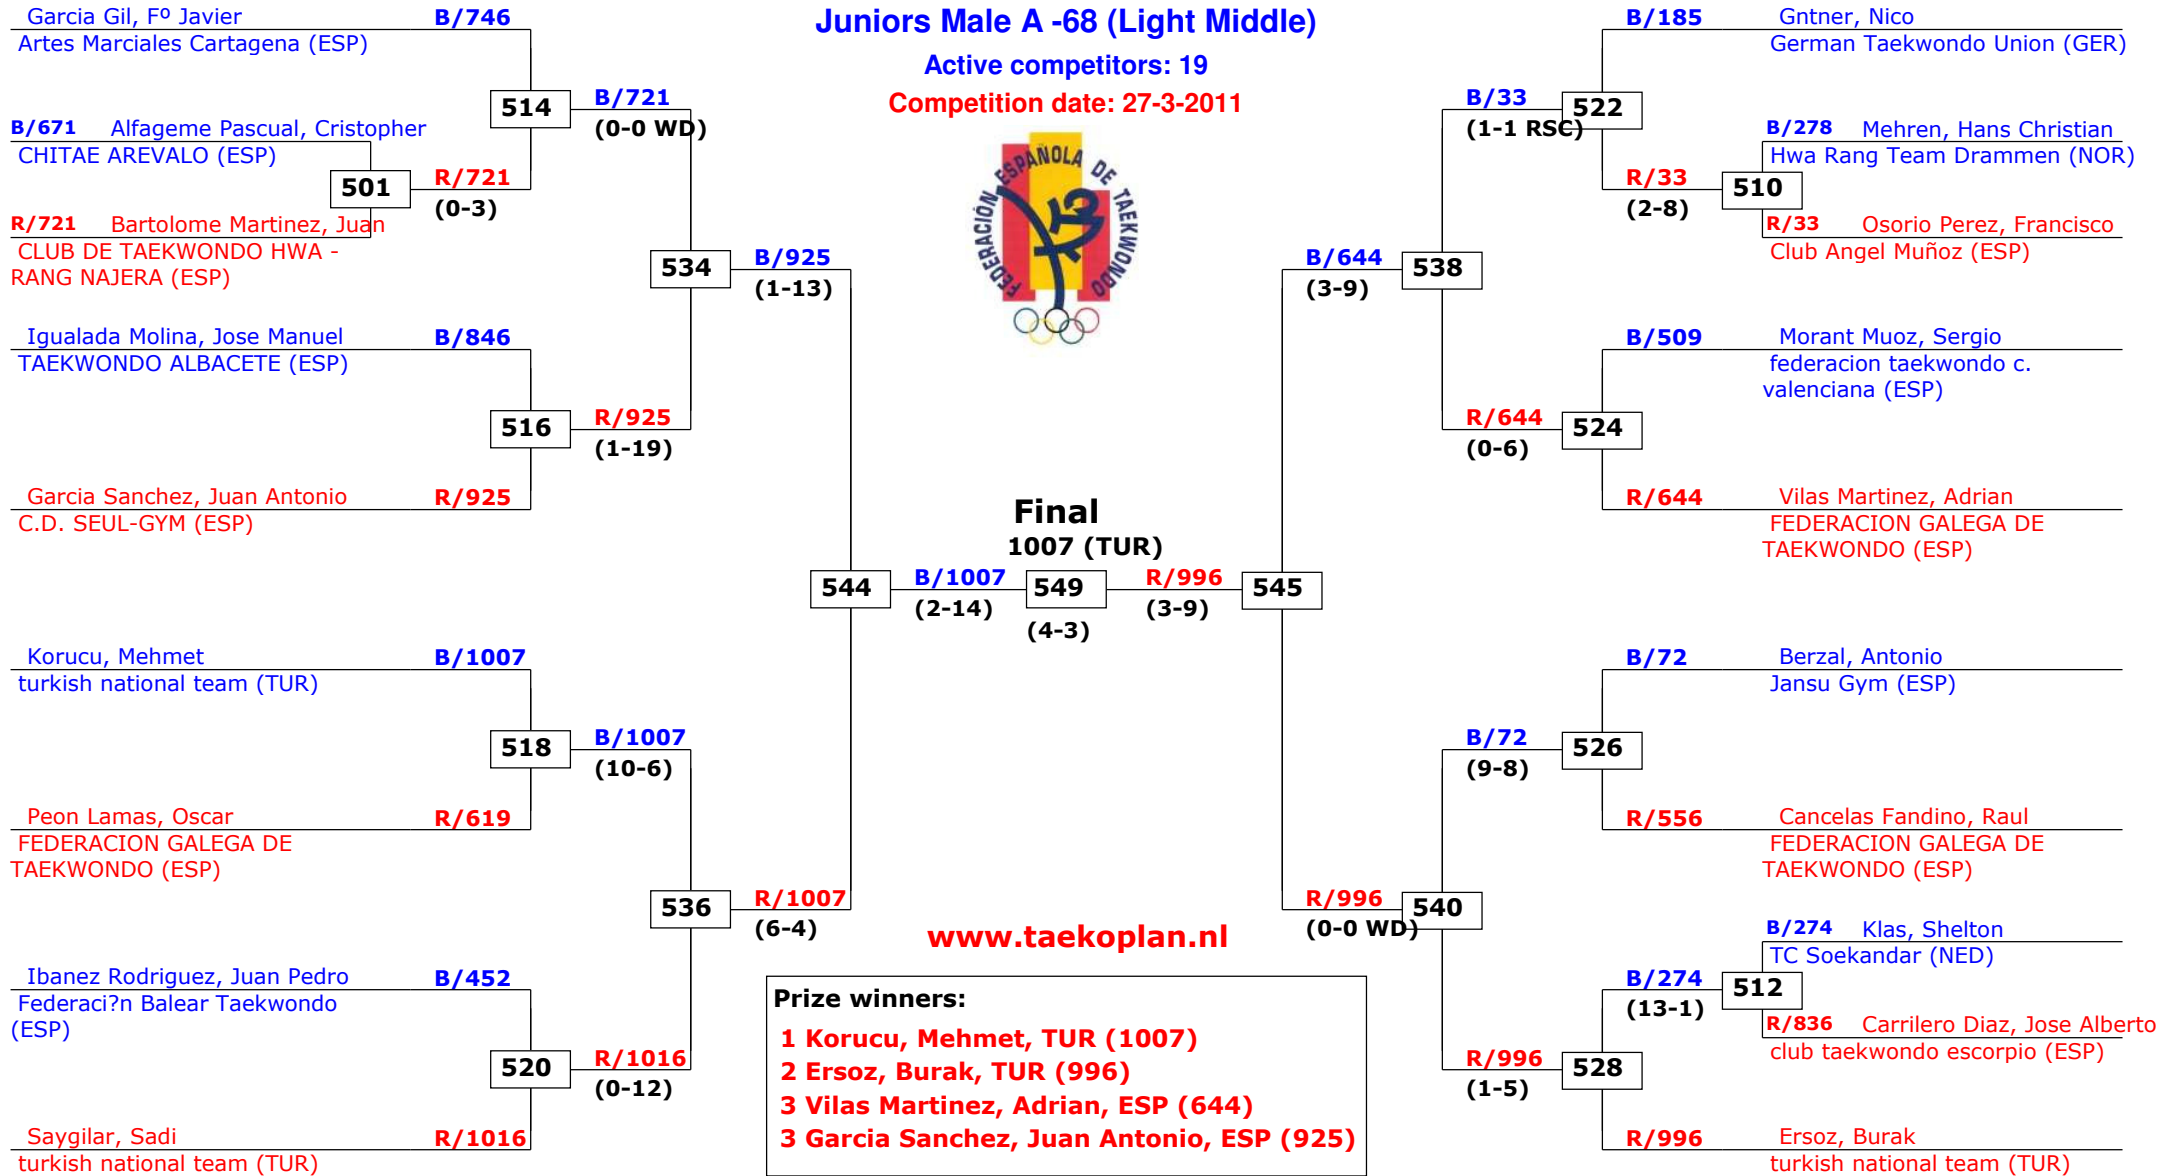 Juniors Male A -68 (Light Middle)
Active competitors: 19
Competition date: 27-3-2011
FEDERACIÓN ESPAÑOLA DE TAEKWONDO
Garcia Gil, Fº Javier B/746
Artes Marciales Cartagena (ESP)
514
B/721
(0-0 WD)
B/671 Alfageme Pascual, Cristopher
CHITAE AREVALO (ESP)
501
R/721
(0-3)
R/721 Bartolome Martinez, Juan
CLUB DE TAEKWONDO HWA -
RANG NAJERA (ESP)
534
B/925
(1-13)
Igualada Molina, Jose Manuel B/846
TAEKWONDO ALBACETE (ESP)
516
R/925
(1-19)
Garcia Sanchez, Juan Antonio R/925
C.D. SEUL-GYM (ESP)
544
B/1007
(2-14)
Korucu, Mehmet B/1007
turkish national team (TUR)
518
B/1007
(10-6)
Peon Lamas, Oscar R/619
FEDERACION GALEGA DE
TAEKWONDO (ESP)
536
R/1007
(6-4)
Ibanez Rodriguez, Juan Pedro B/452
Federaci?n Balear Taekwondo
(ESP)
520
R/1016
(0-12)
Saygilar, Sadi R/1016
turkish national team (TUR)
Final
1007 (TUR)
549
(4-3)
R/996
(3-9)
545
B/185 Gntner, Nico
German Taekwondo Union (GER)
B/33
(1-1 RSC)
522
B/278 Mehren, Hans Christian
Hwa Rang Team Drammen (NOR)
R/33
(2-8)
510
R/33 Osorio Perez, Francisco
Club Angel Muñoz (ESP)
B/644
(3-9)
538
B/509 Morant Muoz, Sergio
federacion taekwondo c.
valenciana (ESP)
R/644
(0-6)
524
R/644 Vilas Martinez, Adrian
FEDERACION GALEGA DE
TAEKWONDO (ESP)
B/72 Berzal, Antonio
Jansu Gym (ESP)
B/72
(9-8)
526
R/556 Cancelas Fandino, Raul
FEDERACION GALEGA DE
TAEKWONDO (ESP)
R/996
(0-0 WD)
540
B/274 Klas, Shelton
TC Soekandar (NED)
B/274
(13-1)
512
R/836 Carrilero Diaz, Jose Alberto
club taekwondo escorpio (ESP)
R/996
(1-5)
528
R/996 Ersoz, Burak
turkish national team (TUR)
www.taekoplan.nl
Prize winners:
1 Korucu, Mehmet, TUR (1007)
2 Ersoz, Burak, TUR (996)
3 Vilas Martinez, Adrian, ESP (644)
3 Garcia Sanchez, Juan Antonio, ESP (925)